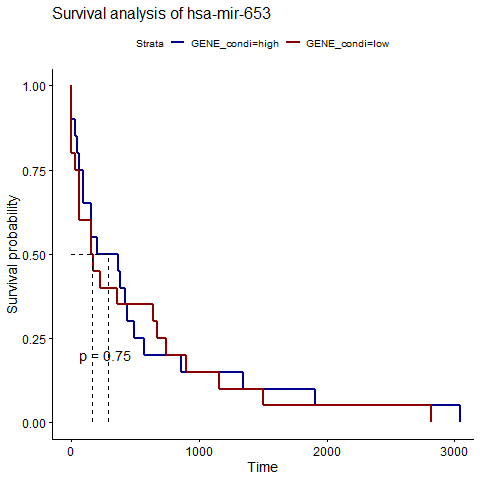 Survival analysis of hsa-mir-653
Strata GENE_condi=high GENE_condi=low
Survival probability
1.00
0.75
0.50
0.25
0.00
p = 0.75
0 1000 2000 3000
Time